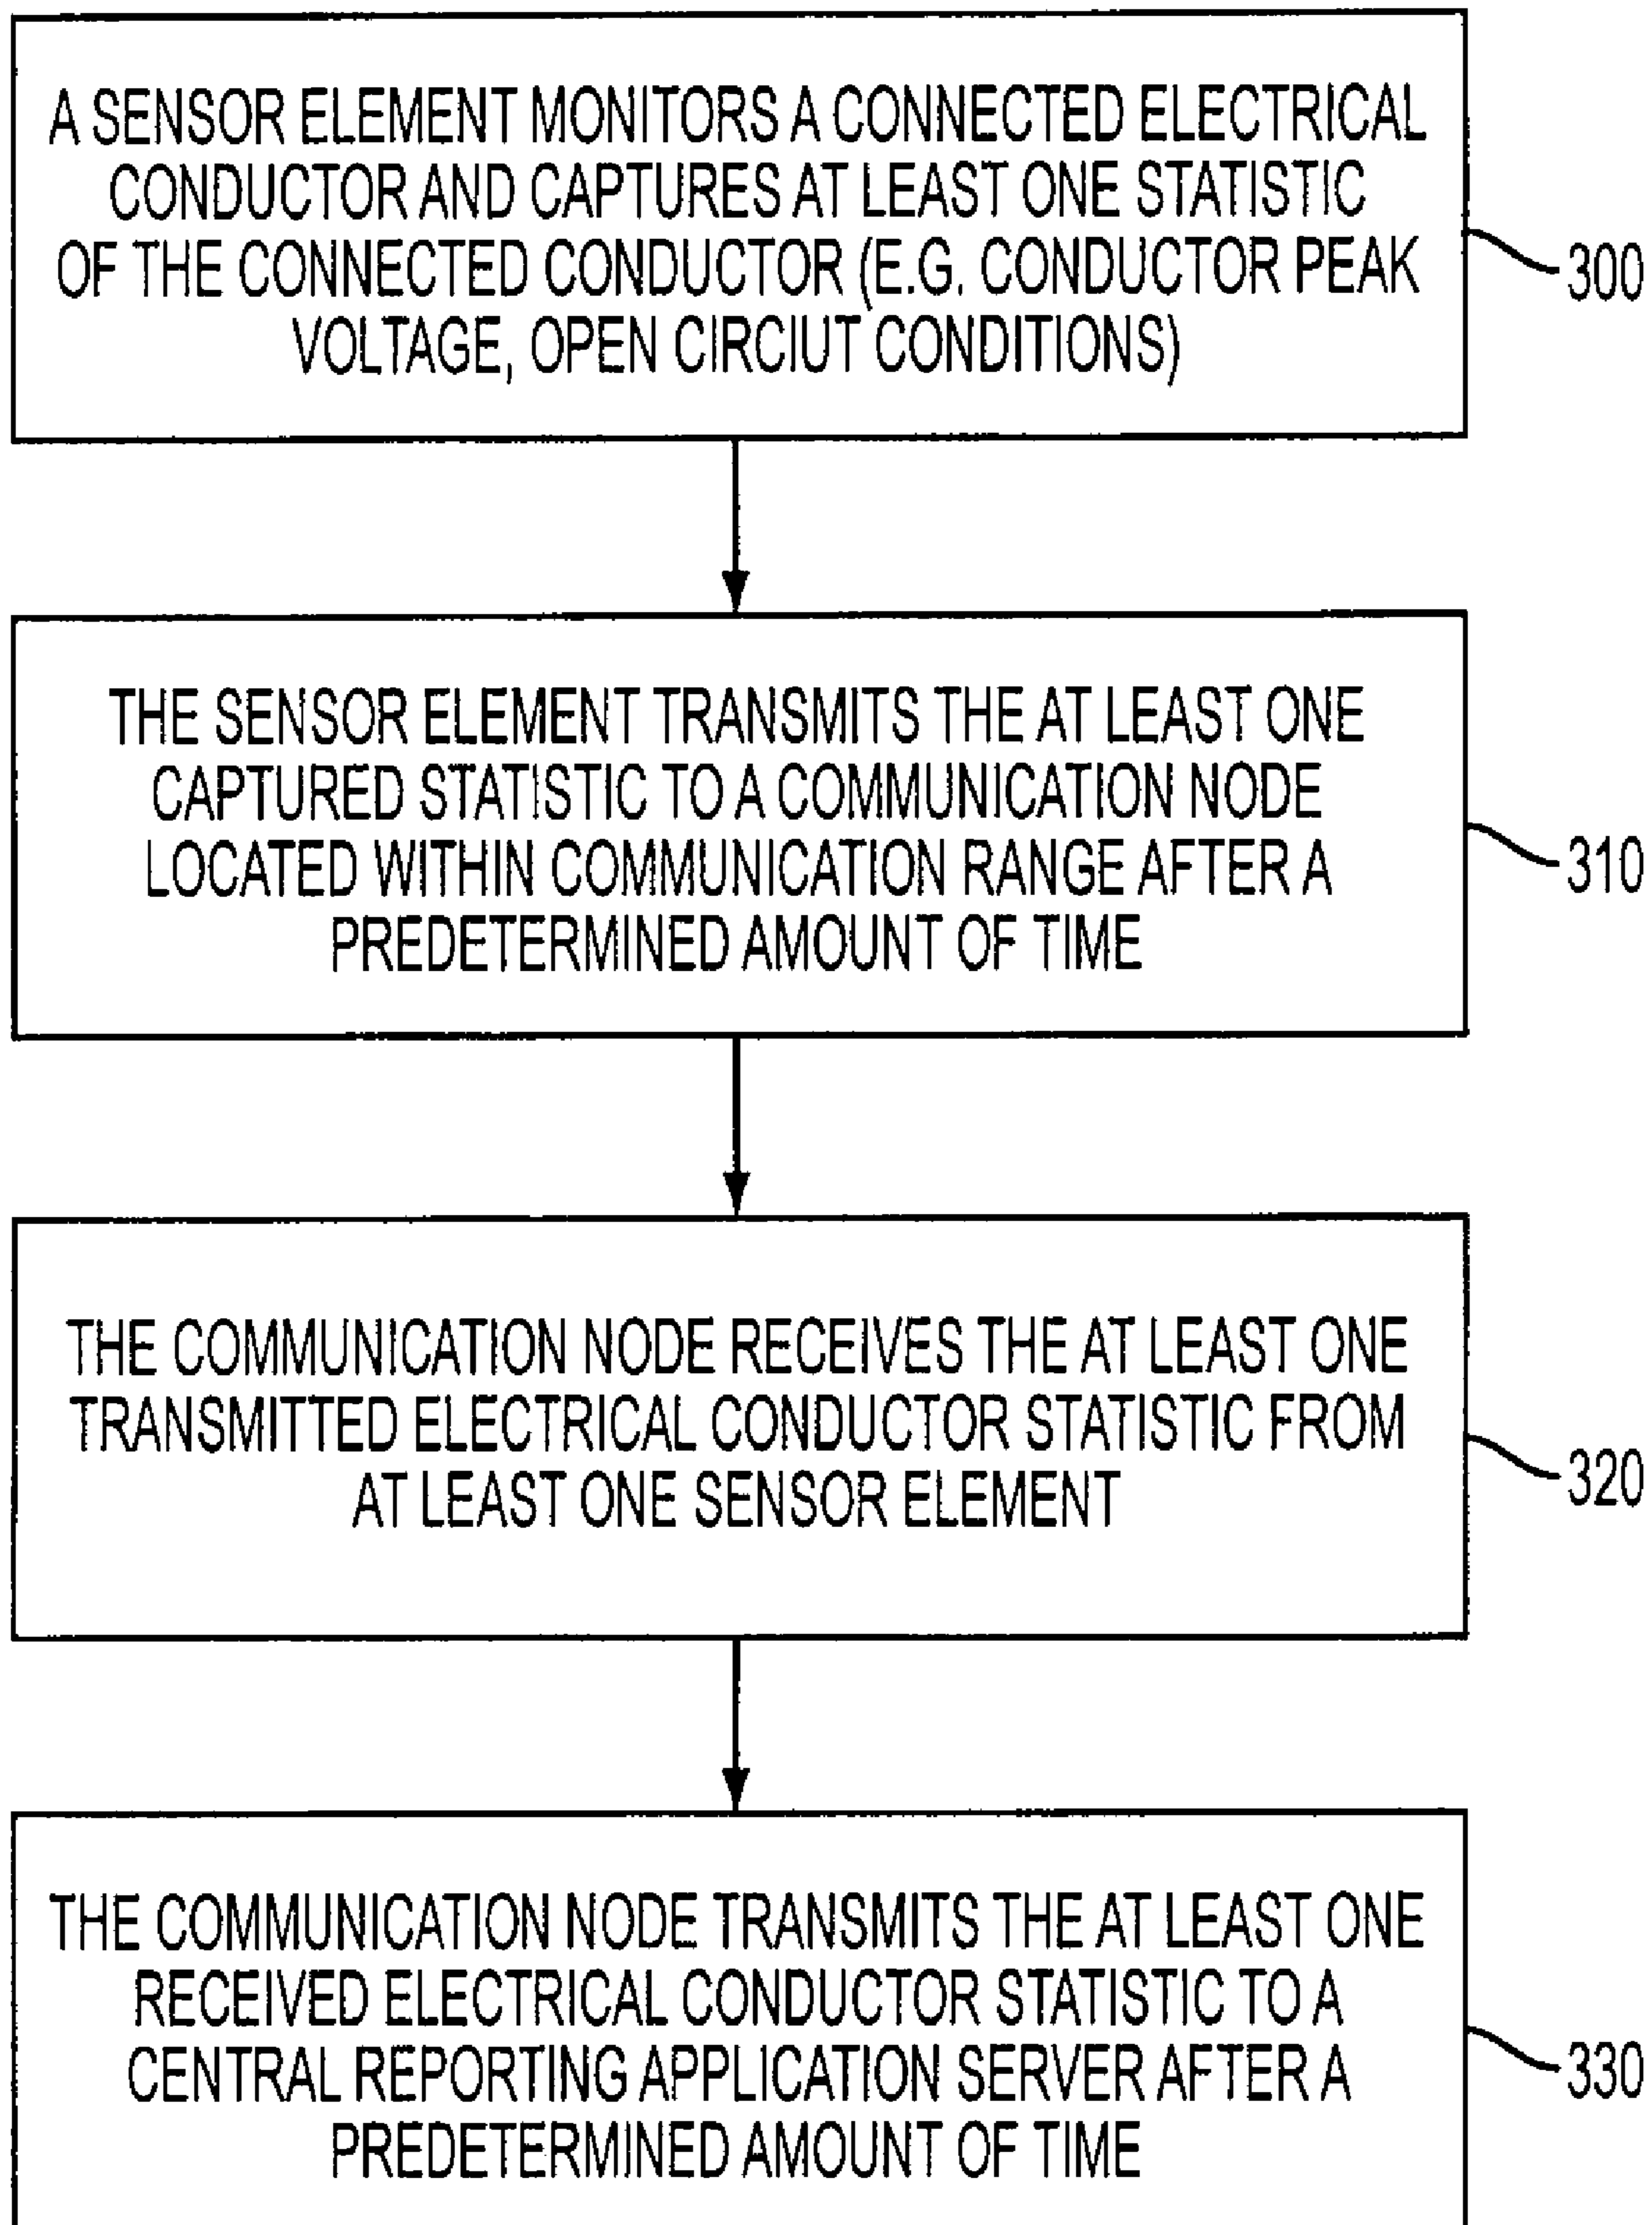 A SENSOR ELEMENT MONITORS A CONNECTED ELECTRICAL
CONDUCTOR AND CAPTURES AT LEAST ONE STATISTIC
OF THE CONNECTED CONDUCTOR (E.G. CONDUCTOR PEAK
VOLTAGE, OPEN CIRCIUT CONDITIONS)
300
THE SENSOR ELEMENT TRANSMITS THE AT LEAST ONE
CAPTURED STATISTIC TO A COMMUNICATION NODE
LOCATED WITHIN COMMUNICATION RANGE AFTER A
PREDETERMINED AMOUNT OF TIME
310
THE COMMUNICATION NODE RECEIVES THE AT LEAST ONE
TRANSMITTED ELECTRICAL CONDUCTOR STATISTIC FROM
AT LEAST ONE SENSOR ELEMENT
320
THE COMMUNICATION NODE TRANSMITS THE AT LEAST ONE
RECEIVED ELECTRICAL CONDUCTOR STATISTIC TO A
CENTRAL REPORTING APPLICATION SERVER AFTER A
PREDETERMINED AMOUNT OF TIME
330